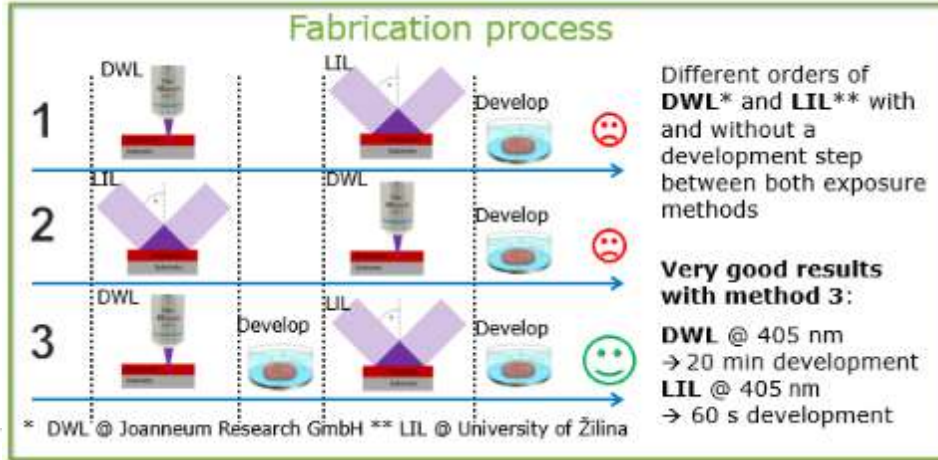 Fabrication process
DWL
LIL
Develop
1
LIL
DWL
Develop
2
DWL
Develop
LIL
Develop
3
Different orders of
DWL* and LIL** with
and without a
development step
between both exposure
methods
Very good results
with method 3:
DWL @ 405 nm
→ 20 min development
LIL @ 405 nm
→ 60 s development
* DWL @ Joanneum Research GmbH ** LIL @ University of Žilina